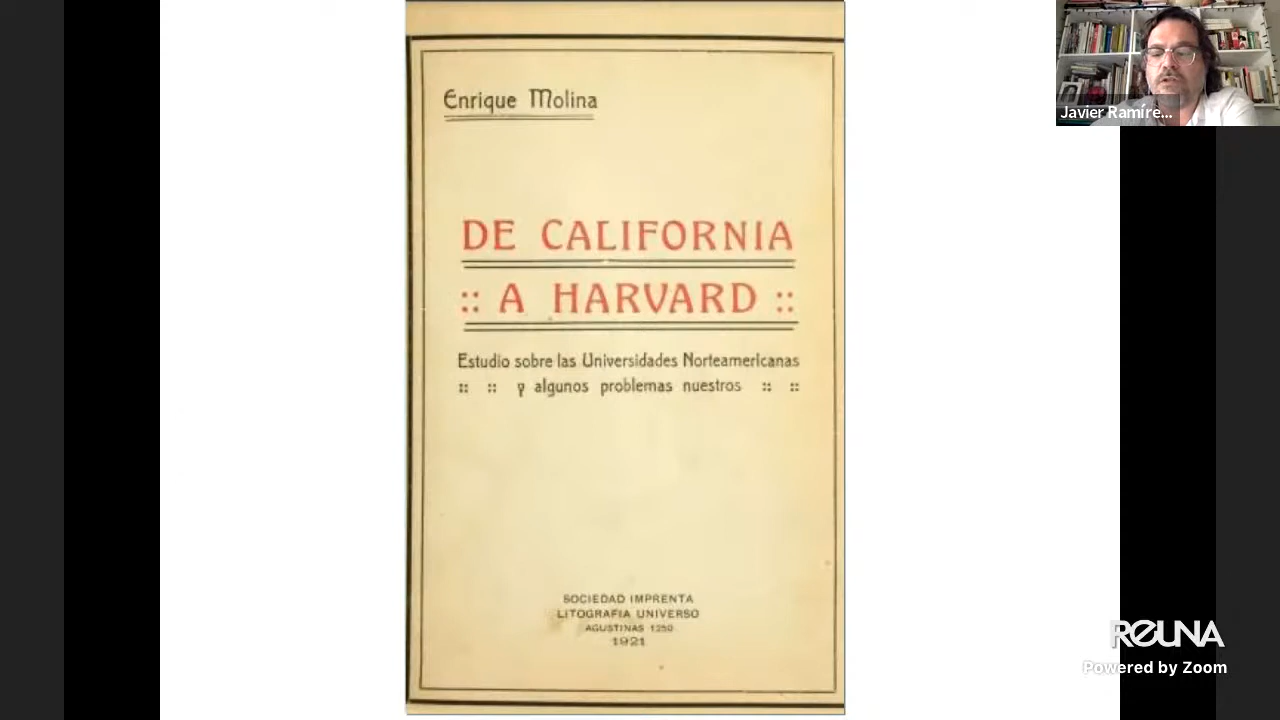 Enrique Molina
DE CALIFORNIA
:: A HARVARD ::
Estudio sobre las Universidades Norteamericanas
:: :: y algunos problemas nuestros :: ::
SOCIEDAD IMPRENTA
LITOGRAFIA UNIVERSO
AGUSTINAS 1250
1921
Javier Ramíre...
REUNA
Powered by Zoom